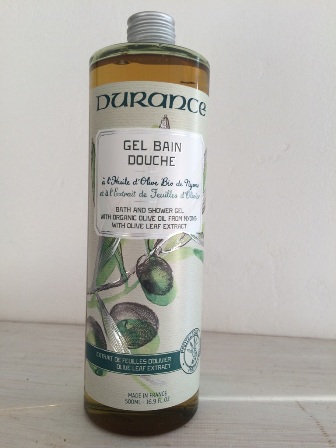 DURANCE
GEL BAIN
DOUCHE
à l'Huile d'Olive Bio de Nyons
et à l'Extrait de Feuilles d'Olivier
BATH AND SHOWER GEL
WITH ORGANIC OLIVE OIL FROM NYONS
WITH OLIVE LEAF EXTRACT
EXTRAIT DE FEUILLES D'OLIVIER
OLIVE LEAF EXTRACT
MADE IN FRANCE
500ML - 16.9 FL.OZ